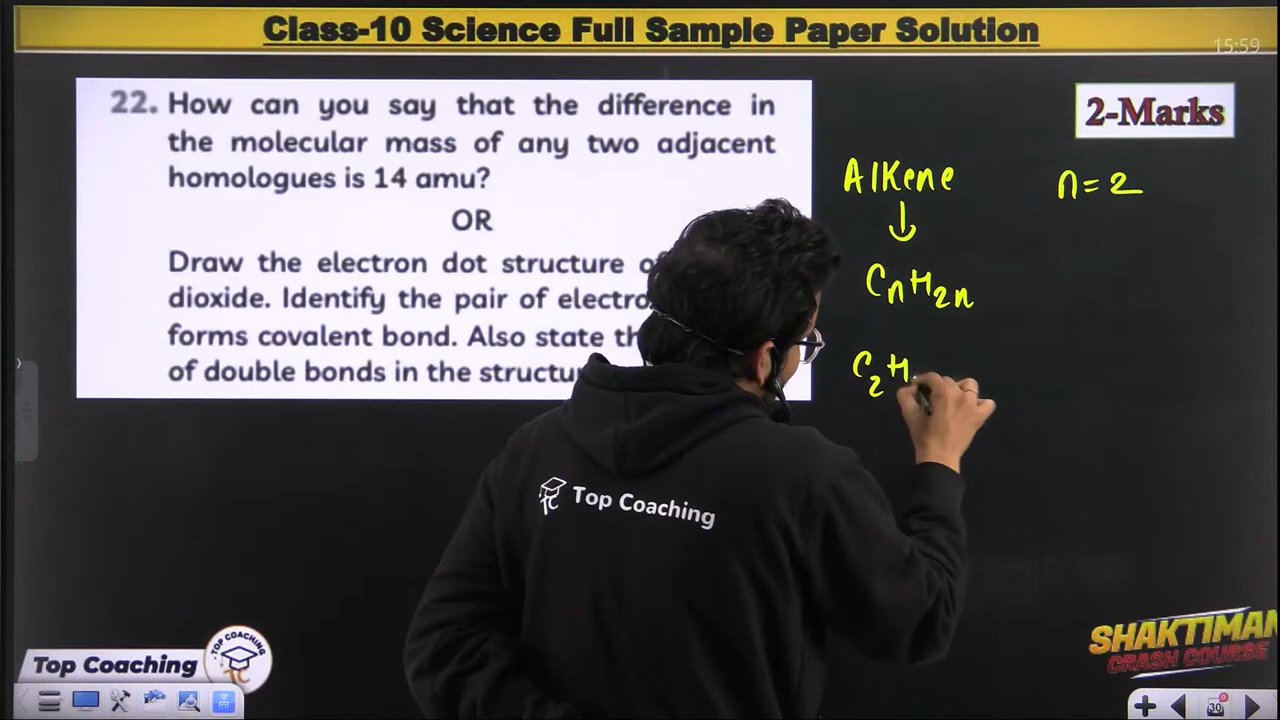 Class-10 Science Full Sample Paper Solution
15:59
22. How can you say that the difference in
the molecular mass of any two adjacent
homologues is 14 amu?
OR
Draw the electron dot structure
dioxide. Identify the pair of
forms covalent bond. Also state
of double bonds in the
2-Marks
Alkene
n=2
↓
CnH2n
C2H
Top Coaching
Top Coaching
TOP COACHING
TC
SHAKTIMAN
CRASH COURSE
30